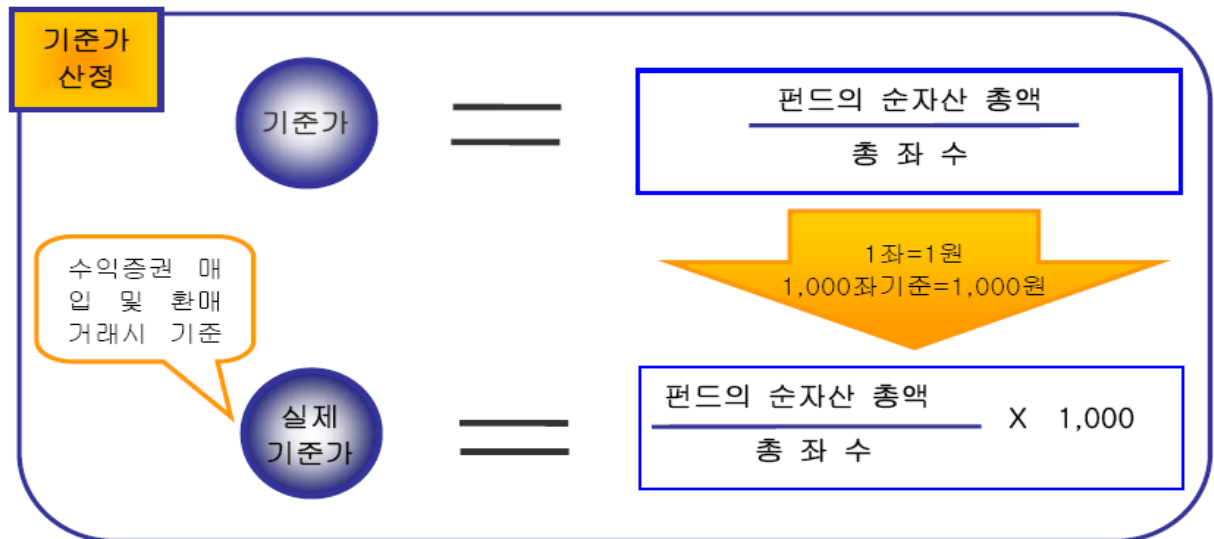 기준가
산정
기준가
펀드의 순자산 총액
총 좌 수
1좌=1원
1,000좌기준=1,000원
수익증권 매
입 및 환매
거래시 기준
실제
기준가
펀드의 순자산 총액
X 1,000
총 좌 수